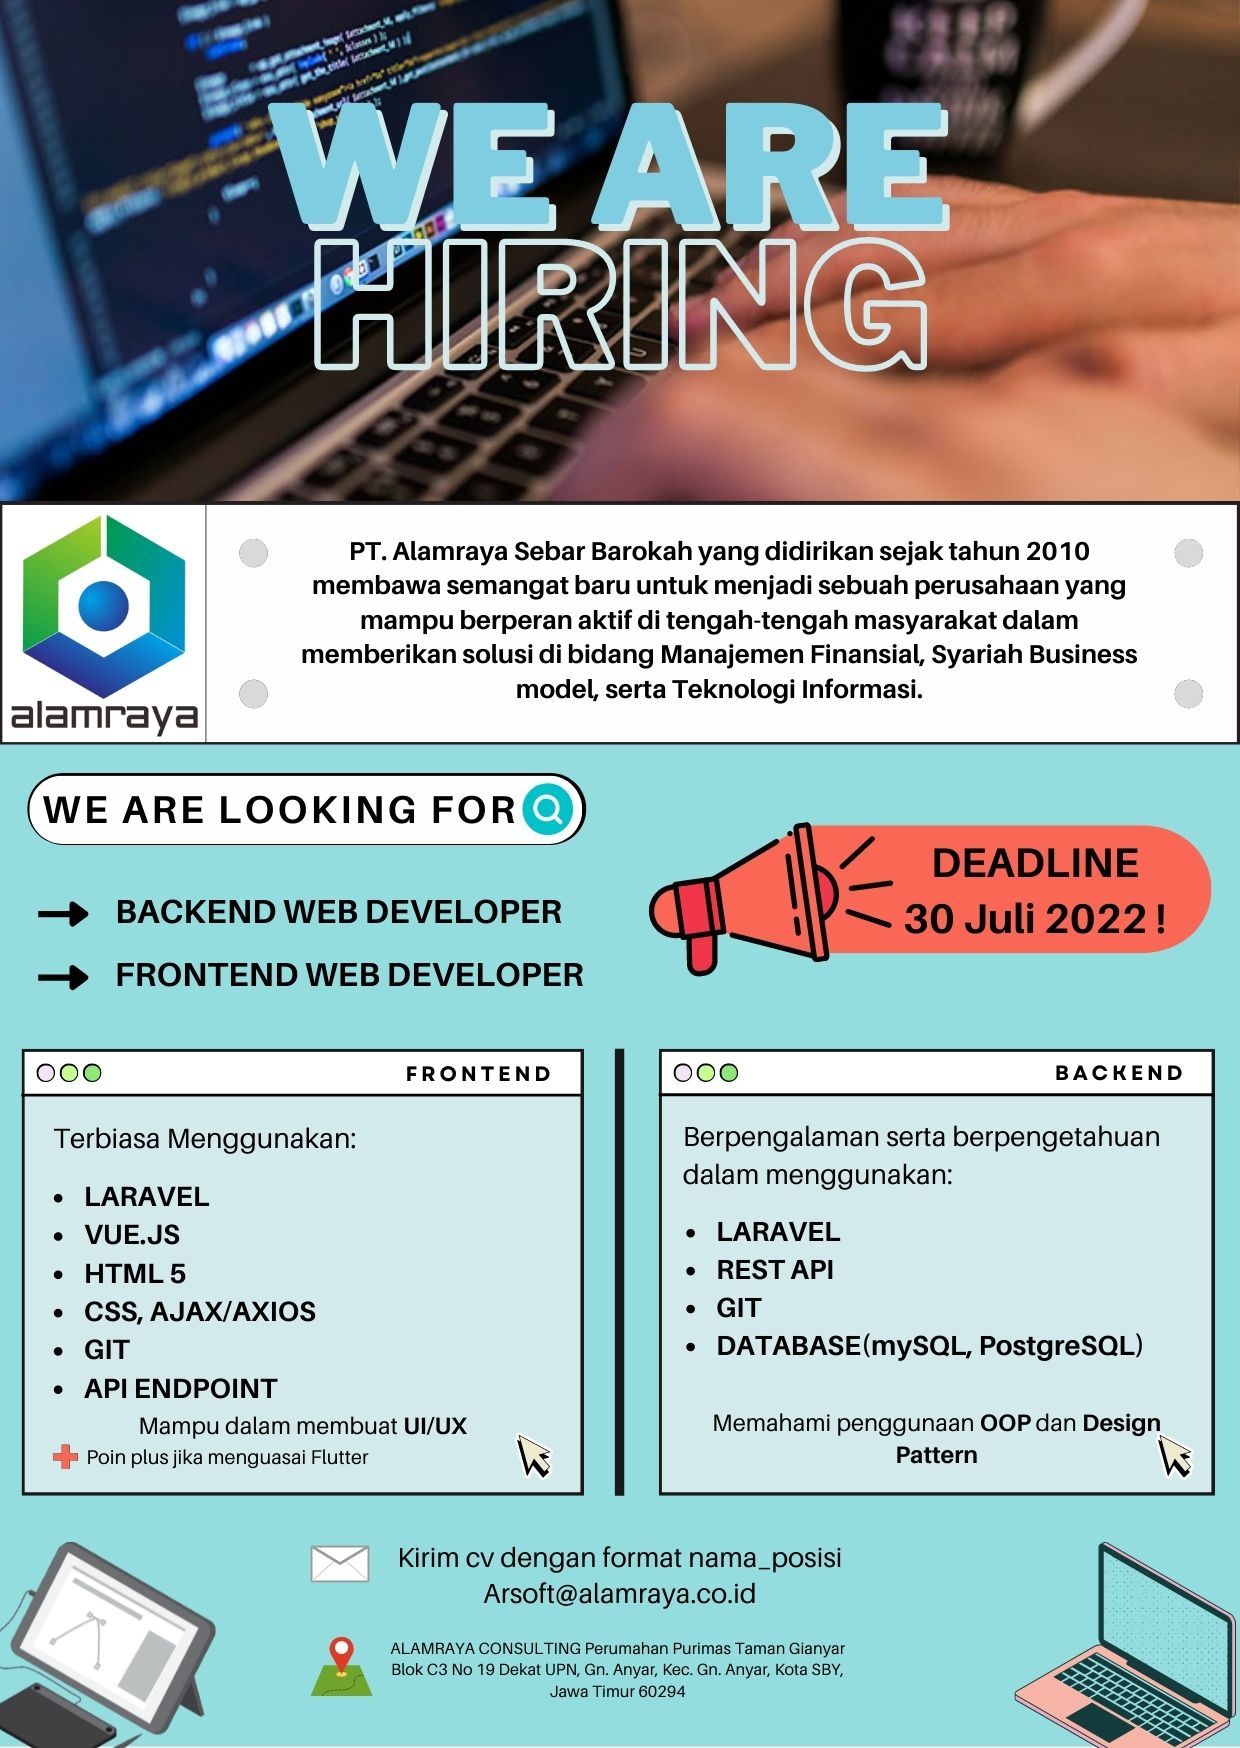 WE ARE
HIRING
alamraya
PT. Alamraya Sebar Barokah yang didirikan sejak tahun 2010
membawa semangat baru untuk menjadi sebuah perusahaan yang
mampu berperan aktif di tengah-tengah masyarakat dalam
memberikan solusi di bidang Manajemen Finansial, Syariah Business
model, serta Teknologi Informasi.
WE ARE LOOKING FOR
BACKEND WEB DEVELOPER
FRONTEND WEB DEVELOPER
DEADLINE
30 Juli 2022 !
FRONTEND
Terbiasa Menggunakan:
• LARAVEL
• VUE.JS
• HTML 5
• CSS, AJAX/AXIOS
• GIT
• API ENDPOINT
Mampu dalam membuat UI/UX
Poin plus jika menguasai Flutter
BACKEND
Berpengalaman serta berpengetahuan
dalam menggunakan:
• LARAVEL
• REST API
• GIT
• DATABASE(mySQL, PostgreSQL)
Memahami penggunaan OOP dan Design
Pattern
Kirim cv dengan format nama_posisi
Arsoft@alamraya.co.id
ALAMRAYA CONSULTING Perumahan Purimas Taman Gianyar
Blok C3 No 19 Dekat UPN, Gn. Anyar, Kec. Gn. Anyar, Kota SBY,
Jawa Timur 60294